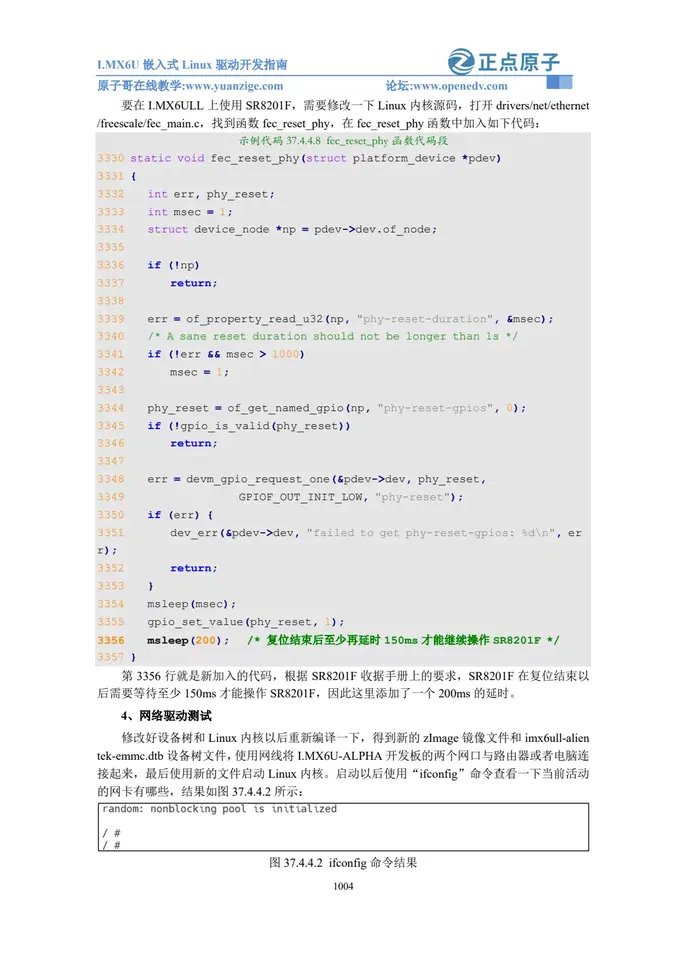 I.MX6U 嵌入式 Linux 驱动开发指南
正点原子
原子哥在线教学:www.yuanzige.com 论坛:www.openedv.com
要在 I.MX6ULL 上使用 SR8201F，需要修改一下 Linux 内核源码，打开 drivers/net/ethernet
/freescale/fec_main.c，找到函数 fec_reset_phy，在 fec_reset_phy 函数中加入如下代码：
示例代码 37.4.4.8 fec_reset_phy 函数代码段
3330 static void fec_reset_phy(struct platform_device *pdev)
3331 {
3332 int err, phy_reset;
3333 int msec = 1;
3334 struct device_node *np = pdev->dev.of_node;
3335
3336 if (!np)
3337 return;
3338
3339 err = of_property_read_u32(np, "phy-reset-duration", &msec);
3340 /* A sane reset duration should not be longer than 1s */
3341 if (!err && msec > 1000)
3342 msec = 1;
3343
3344 phy_reset = of_get_named_gpio(np, "phy-reset-gpios", 0);
3345 if (!gpio_is_valid(phy_reset))
3346 return;
3347
3348 err = devm_gpio_request_one(&pdev->dev, phy_reset,
3349 GPIOF_OUT_INIT_LOW, "phy-reset");
3350 if (err) {
3351 dev_err(&pdev->dev, "failed to get phy-reset-gpios: %d\n", er
r);
3352 return;
3353 }
3354 msleep(msec);
3355 gpio_set_value(phy_reset, 1);
3356 msleep(200); /* 复位结束后至少再延时 150ms 才能继续操作 SR8201F */
3357 }
第 3356 行就是新加入的代码，根据 SR8201F 收据手册上的要求，SR8201F 在复位结束以
后需要等待至少 150ms 才能操作 SR8201F，因此这里添加了一个 200ms 的延时。
4、网络驱动测试
修改好设备树和 Linux 内核以后重新编译一下，得到新的 zImage 镜像文件和 imx6ull-alien
tek-emmc.dtb 设备树文件，使用网线将 I.MX6U-ALPHA 开发板的两个网口与路由器或者电脑连
接起来，最后使用新的文件启动 Linux 内核。启动以后使用“ifconfig”命令查看一下当前活动
的网卡有哪些，结果如图 37.4.4.2 所示：
random: nonblocking pool is initialized
/ #
/ #
图 37.4.4.2 ifconfig 命令结果
1004